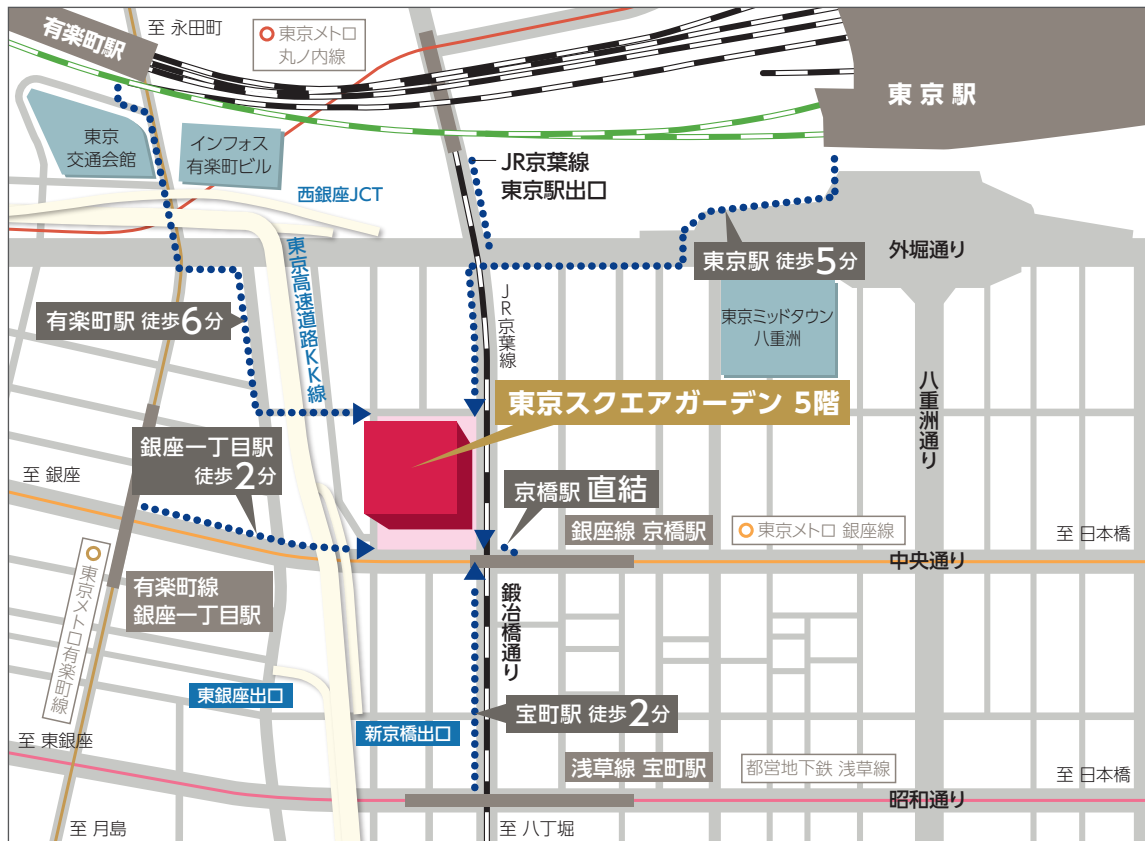 至 永田町
有楽町駅
東京メトロ
丸ノ内線
東京駅
東京
交通会館
インフォス
有楽町ビル
JR京葉線
東京駅出口
西銀座JCT
東京高速道路KK線
外堀通り
東京駅 徒歩5分
有楽町駅 徒歩6分
JR京葉線
東京ミッドタウン
八重洲
八重洲通り
東京スクエアガーデン 5階
銀座一丁目駅
徒歩2分
至 銀座
京橋駅 直結
銀座線 京橋駅
東京メトロ 銀座線
至 日本橋
中央通り
東京メトロ有楽町線
有楽町線
銀座一丁目駅
鍛冶橋通り
東銀座出口
新京橋出口
宝町駅 徒歩2分
至 東銀座
浅草線 宝町駅
都営地下鉄 浅草線
至 日本橋
昭和通り
至 月島
至 八丁堀